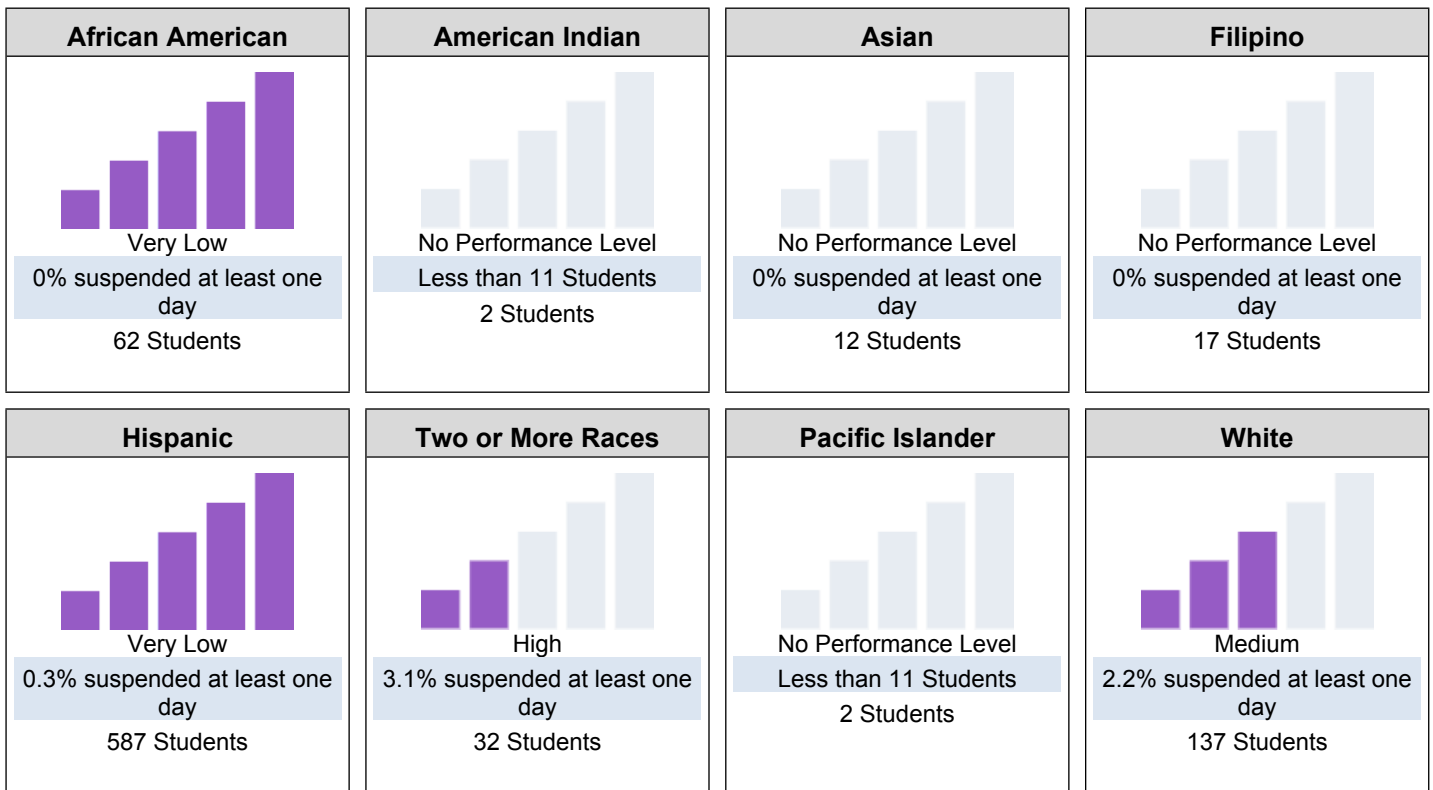 African American
Very Low
0% suspended at least one
day
62 Students
American Indian
No Performance Level
Less than 11 Students
2 Students
Asian
No Performance Level
0% suspended at least one
day
12 Students
Filipino
No Performance Level
0% suspended at least one
day
17 Students
Hispanic
Very Low
0.3% suspended at least one
day
587 Students
Two or More Races
High
3.1% suspended at least one
day
32 Students
Pacific Islander
No Performance Level
Less than 11 Students
2 Students
White
Medium
2.2% suspended at least one
day
137 Students